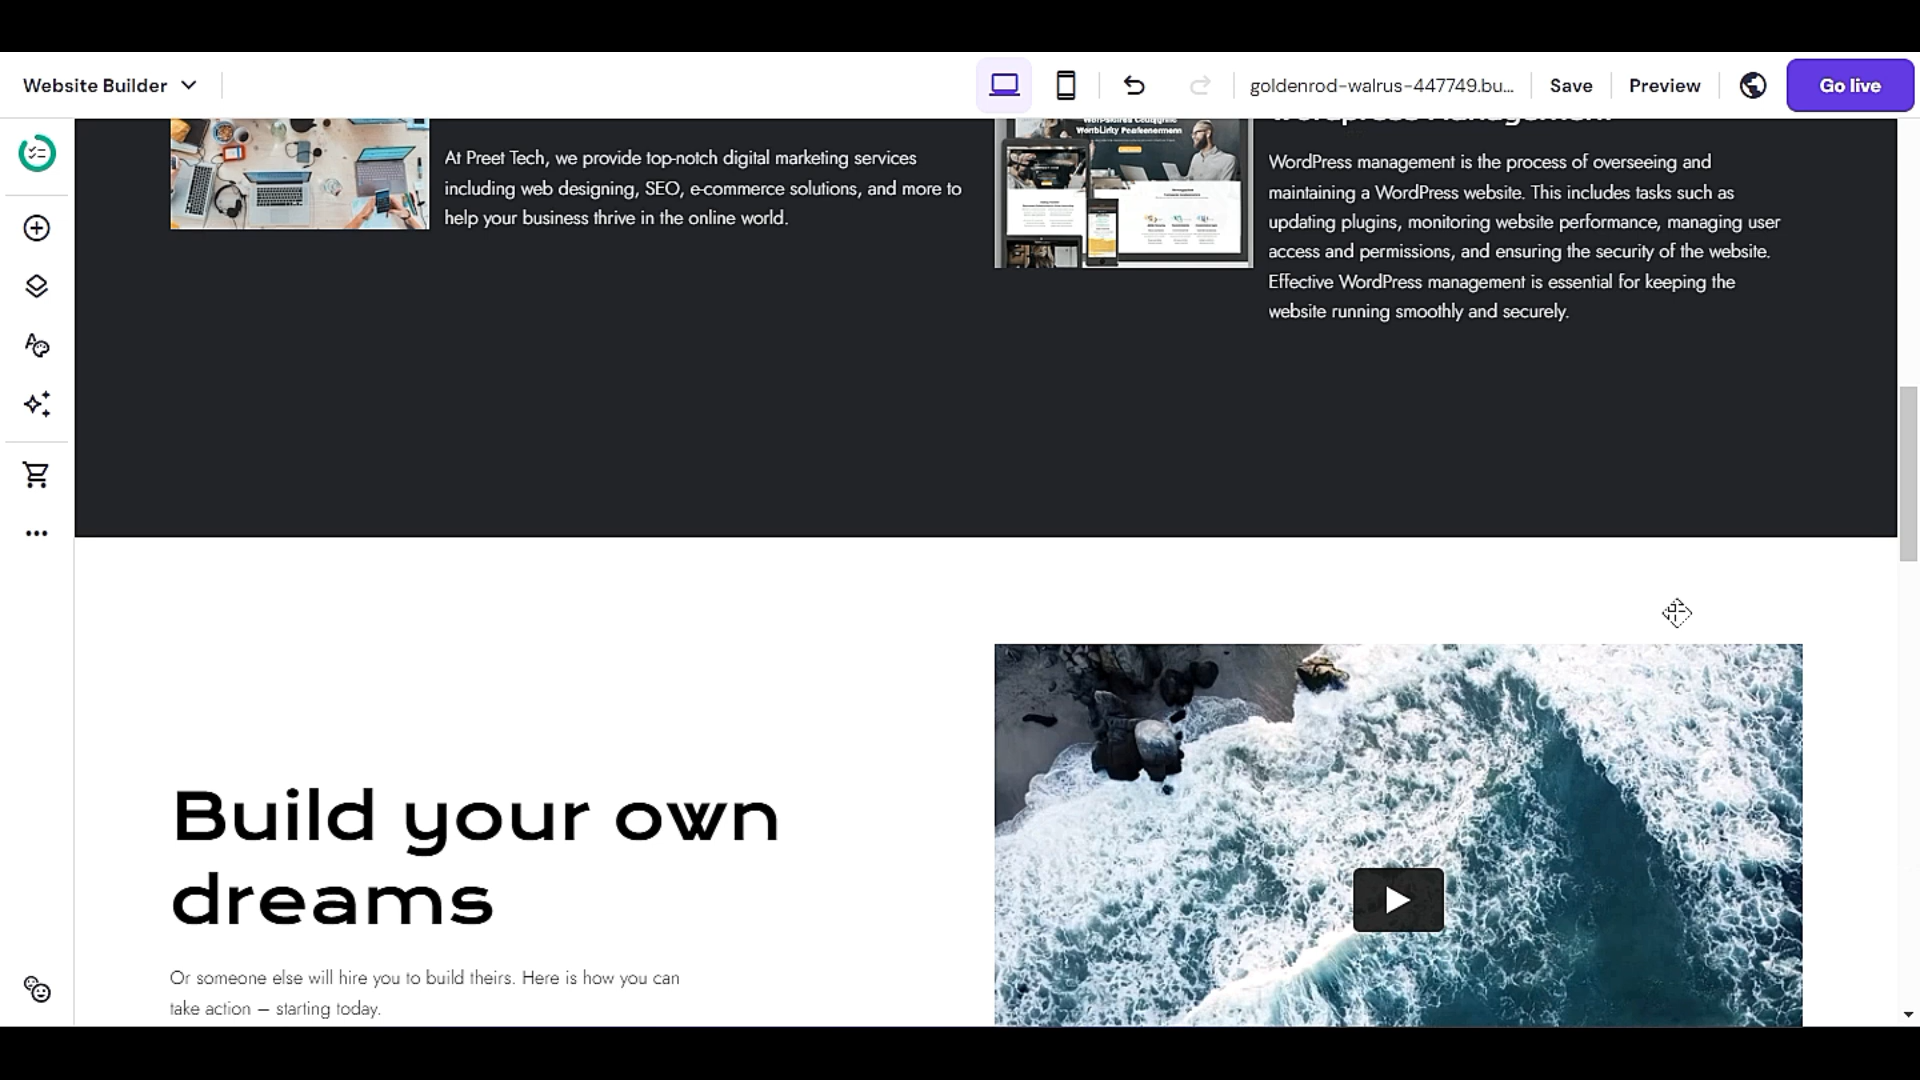 Website Builder
goldenrod-walrus-447749.bu...
Save
Preview
Go live
At Preet Tech, we provide top-notch digital marketing services
including web designing, SEO, e-commerce solutions, and more to
help your business thrive in the online world.
WordPress management is the process of overseeing and
maintaining a WordPress website. This includes tasks such as
updating plugins, monitoring website performance, managing user
access and permissions, and ensuring the security of the website.
Effective WordPress management is essential for keeping the
website running smoothly and securely.
Build your own
dreams
Or someone else will hire you to build theirs. Here is how you can
take action – starting today.